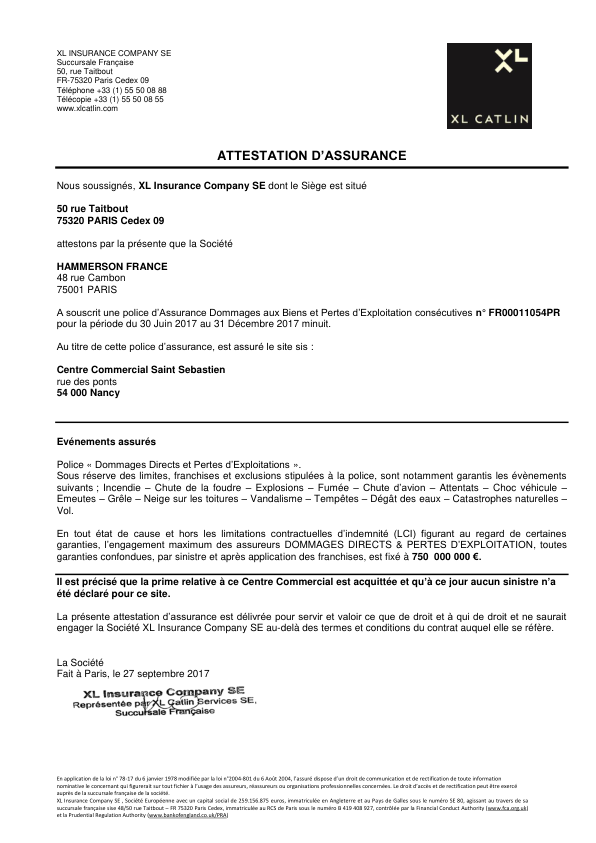 XL INSURANCE COMPANY SE
Succursale Française
50, rue Taitbout
FR-75320 Paris Cedex 09
Téléphone +33 (1) 55 50 08 88
Télécopie +33 (1) 55 50 08 55
www.xlcatlin.com
XL
XL CATLIN
ATTESTATION D'ASSURANCE
Nous soussignés, XL Insurance Company SE dont le Siège est situé
50 rue Taitbout
75320 PARIS Cedex 09
attestons par la présente que la Société
HAMMERSON FRANCE
48 rue Cambon
75001 PARIS
A souscrit une police d'Assurance Dommages aux Biens et Pertes d'Exploitation consécutives n° FR00011054PR
pour la période du 30 Juin 2017 au 31 Décembre 2017 minuit.
Au titre de cette police d'assurance, est assuré le site sis :
Centre Commercial Saint Sebastien
rue des ponts
54 000 Nancy
Evénements assurés
Police « Dommages Directs et Pertes d'Exploitations ».
Sous réserve des limites, franchises et exclusions stipulées à la police, sont notamment garantis les évènements
suivants ; Incendie – Chute de la foudre – Explosions – Fumée – Chute d'avion – Attentats – Choc véhicule –
Emeutes – Grêle – Neige sur les toitures – Vandalisme – Tempêtes – Dégât des eaux – Catastrophes naturelles –
Vol.
En tout état de cause et hors les limitations contractuelles d'indemnité (LCI) figurant au regard de certaines
garanties, l'engagement maximum des assureurs DOMMAGES DIRECTS & PERTES D'EXPLOITATION, toutes
garanties confondues, par sinistre et après application des franchises, est fixé à 750 000 000 €.
Il est précisé que la prime relative à ce Centre Commercial est acquittée et qu'à ce jour aucun sinistre n'a
été déclaré pour ce site.
La présente attestation d'assurance est délivrée pour servir et valoir ce que de droit et à qui de droit et ne saurait
engager la Société XL Insurance Company SE au-delà des termes et conditions du contrat auquel elle se réfère.
La Société
Fait à Paris, le 27 septembre 2017
XL Insurance Company SE
Représentée par XL Catlin Services SE,
Succursale Française
En application de la loi n° 78-17 du 6 janvier 1978 modifiée par la loi n°2004-801 du 6 Août 2004, l'assuré dispose d'un droit de communication et de rectification de toute information
nominative le concernant qui figurerait sur tout fichier à l'usage des assureurs, réassureurs ou organisations professionnelles concernées. Le droit d'accès et de rectification peut être exercé
auprès de la succursale française de la société.
XL Insurance Company SE , Société Européenne avec un capital social de 259.156.875 euros, immatriculée en Angleterre et au Pays de Galles sous le numéro SE 80, agissant au travers de sa
succursale française sise 48/50 rue Taitbout – FR 75320 Paris Cedex, immatriculée au RCS de Paris sous le numéro B 419 408 927, contrôlée par la Financial Conduct Authority (www.fca.org.uk)
et la Prudential Regulation Authority (www.bankofengland.co.uk/PRA)